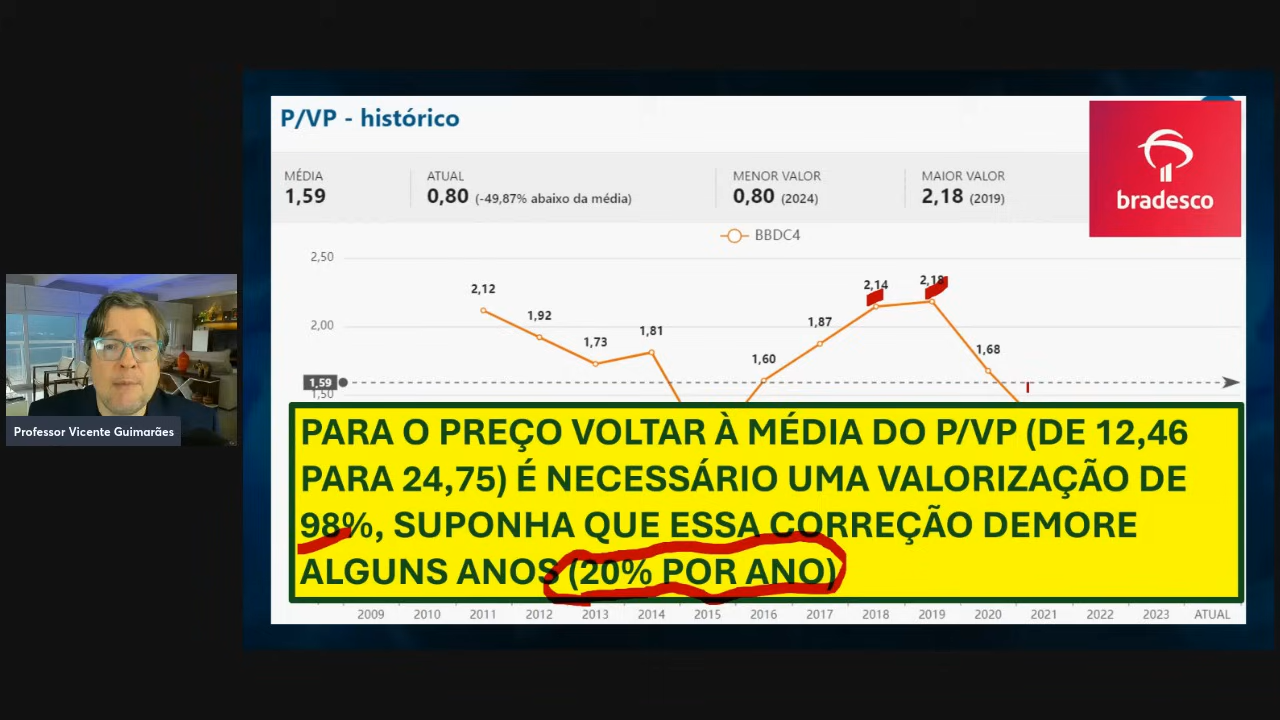 P/VP - histórico
MÉDIA
1,59
ATUAL
0,80 (-49,87% abaixo da média)
MENOR VALOR
0,80 (2024)
MAIOR VALOR
2,18 (2019)
bradesco
BBDC4
2,50
2,00
1,59
1,50
2,12
1,92
1,73
1,81
1,60
1,87
2,14
2,18
1,68
PARA O PREÇO VOLTAR À MÉDIA DO P/VP (DE 12,46
PARA 24,75) É NECESSÁRIO UMA VALORIZAÇÃO DE
98%, SUPONHA QUE ESSA CORREÇÃO DEMORE
ALGUNS ANOS (20% POR ANO)
2009 2010 2011 2012 2013 2014 2015 2016 2017 2018 2019 2020 2021 2022 2023 ATUAL
Professor Vicente Guimarães